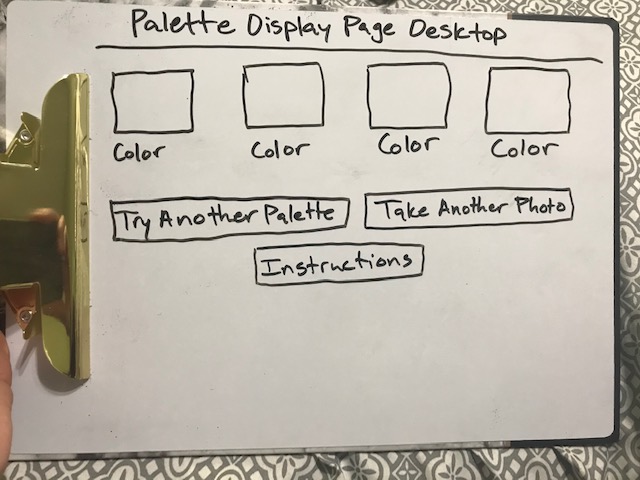 Palette Display Page Desktop
Color Color Color Color
Try Another Palette Take Another Photo
Instructions